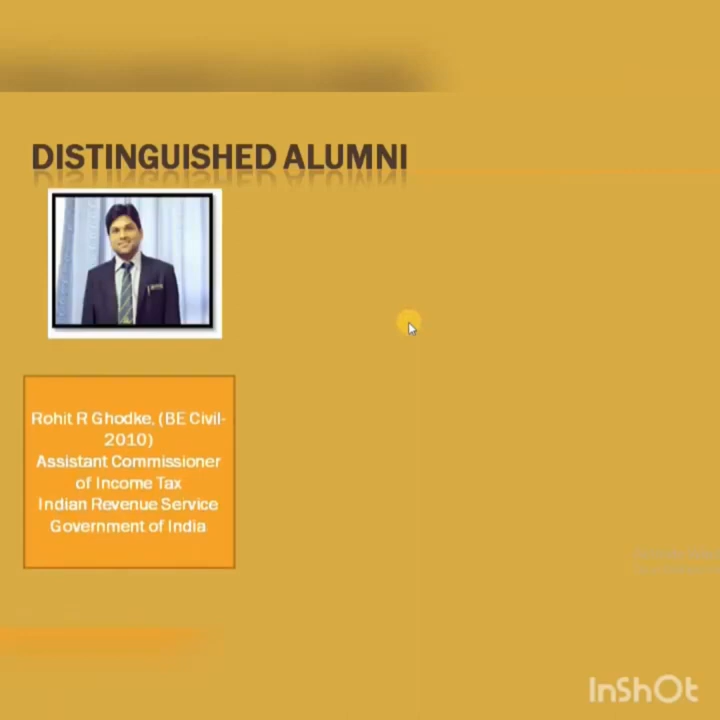 DISTINGUISHED ALUMNI
Rohit R Ghodke, (BE Civil-
2010)
Assistant Commissioner
of Income Tax
Indian Revenue Service
Government of India
InShOt